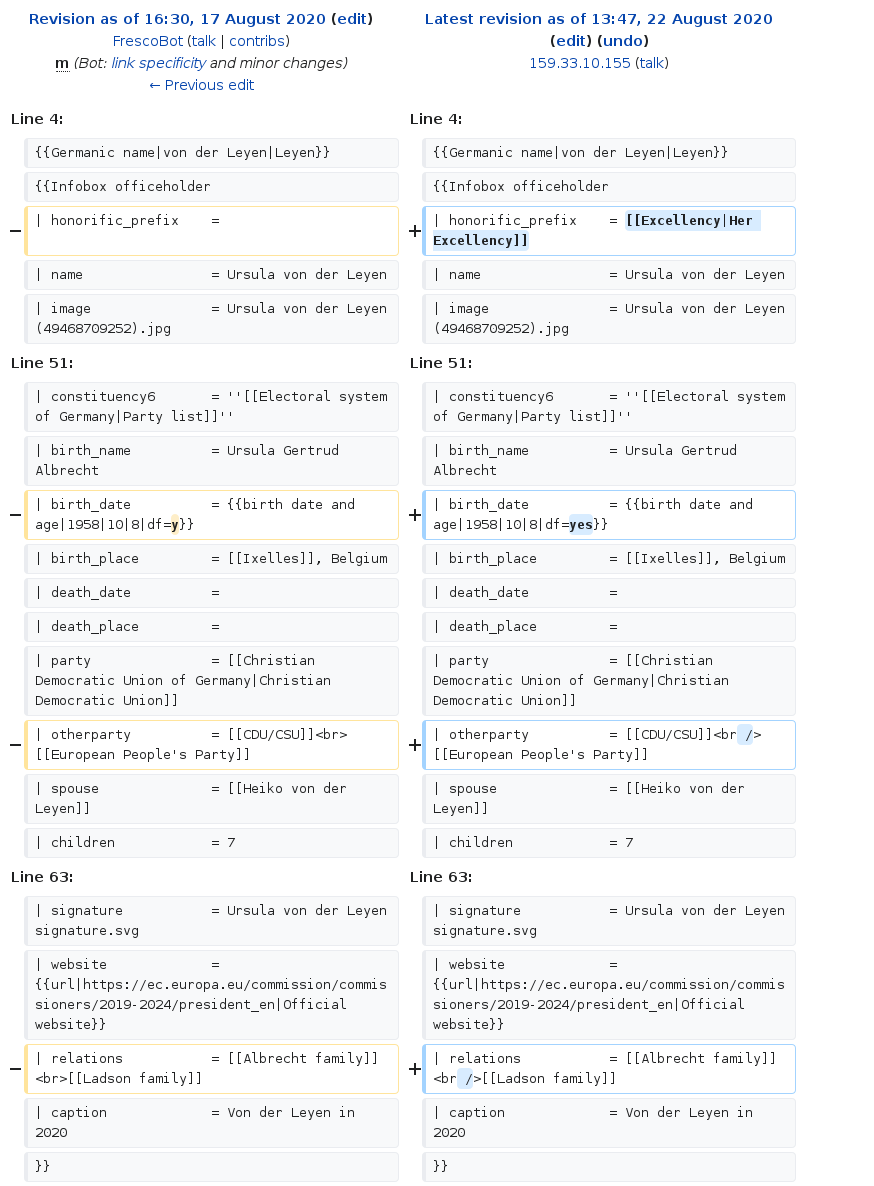 Revision as of 16:30, 17 August 2020 (edit)
FrescoBot (talk | contribs)
m (Bot: link specificity and minor changes)
← Previous edit
Latest revision as of 13:47, 22 August 2020
(edit) (undo)
159.33.10.155 (talk)
Line 4:
Line 4:
{{Germanic name|von der Leyen|Leyen}}
{{Germanic name|von der Leyen|Leyen}}
{{Infobox officeholder
{{Infobox officeholder
− | honorific_prefix    =
+ | honorific_prefix    = [[Excellency|Her
Excellency]]
| name                = Ursula von der Leyen
| name                = Ursula von der Leyen
| image               = Ursula von der Leyen
(49468709252).jpg
| image               = Ursula von der Leyen
(49468709252).jpg
Line 51:
Line 51:
| constituency6       = ''[[Electoral system
of Germany|Party list]]''
| constituency6       = ''[[Electoral system
of Germany|Party list]]''
| birth_name          = Ursula Gertrud
Albrecht
| birth_name          = Ursula Gertrud
Albrecht
− | birth_date          = {{birth date and
age|1958|10|8|df=y}}
+ | birth_date          = {{birth date and
age|1958|10|8|df=yes}}
| birth_place         = [[Ixelles]], Belgium
| birth_place         = [[Ixelles]], Belgium
| death_date          =
| death_date          =
| death_place         =
| death_place         =
| party               = [[Christian
Democratic Union of Germany|Christian
Democratic Union]]
| party               = [[Christian
Democratic Union of Germany|Christian
Democratic Union]]
− | otherparty          = [[CDU/CSU]]<br>
[[European People's Party]]
+ | otherparty          = [[CDU/CSU]]<br />
[[European People's Party]]
| spouse              = [[Heiko von der
Leyen]]
| spouse              = [[Heiko von der
Leyen]]
| children            = 7
| children            = 7
Line 63:
Line 63:
| signature           = Ursula von der Leyen
signature.svg
| signature           = Ursula von der Leyen
signature.svg
| website             =
{{url|https://ec.europa.eu/commission/commis
sioners/2019-2024/president_en|Official
website}}
| website             =
{{url|https://ec.europa.eu/commission/commis
sioners/2019-2024/president_en|Official
website}}
− | relations           = [[Albrecht family]]
<br>[[Ladson family]]
+ | relations           = [[Albrecht family]]
<br />[[Ladson family]]
| caption             = Von der Leyen in
2020
| caption             = Von der Leyen in
2020
}}
}}